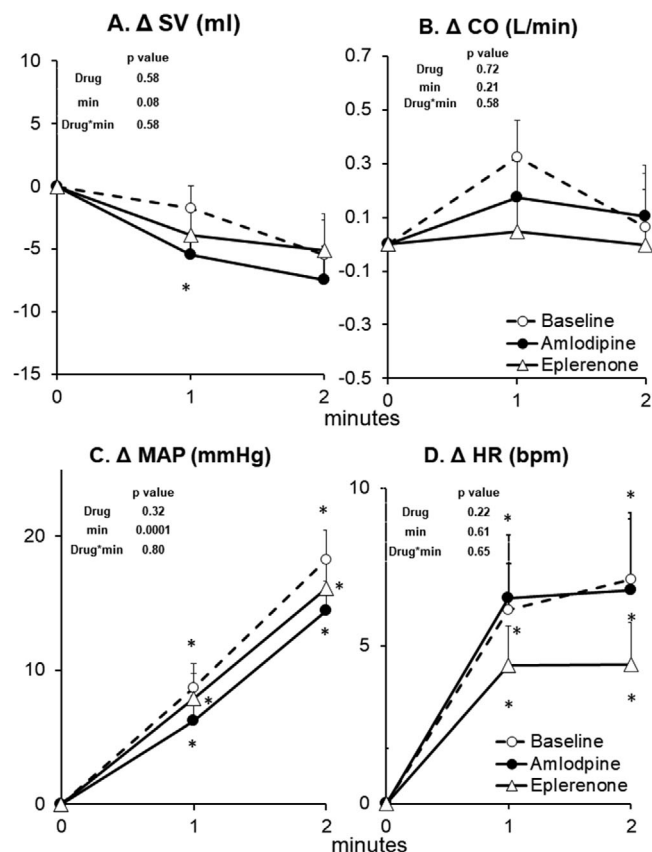 A. Δ SV (ml)
p value
Drug 0.58
min 0.08
Drug*min 0.58
10
5
0
-5
-10
-15
*
0 1 2
B. Δ CO (L/min)
p value
Drug 0.72
min 0.21
Drug*min 0.58
0.7
0.5
0.3
0.1
-0.1
-0.3
-0.5
Baseline
Amlodipine
Eplerenone
0 1 2
minutes
C. Δ MAP (mmHg)
p value
Drug 0.32
min 0.0001
Drug*min 0.80
20
10
0
* * *
* * *
0 1 2
D. Δ HR (bpm)
p value
Drug 0.22
min 0.61
Drug*min 0.65
10
5
0
* *
* *
* *
Baseline
Amlodpine
Eplerenone
0 1 2
minutes